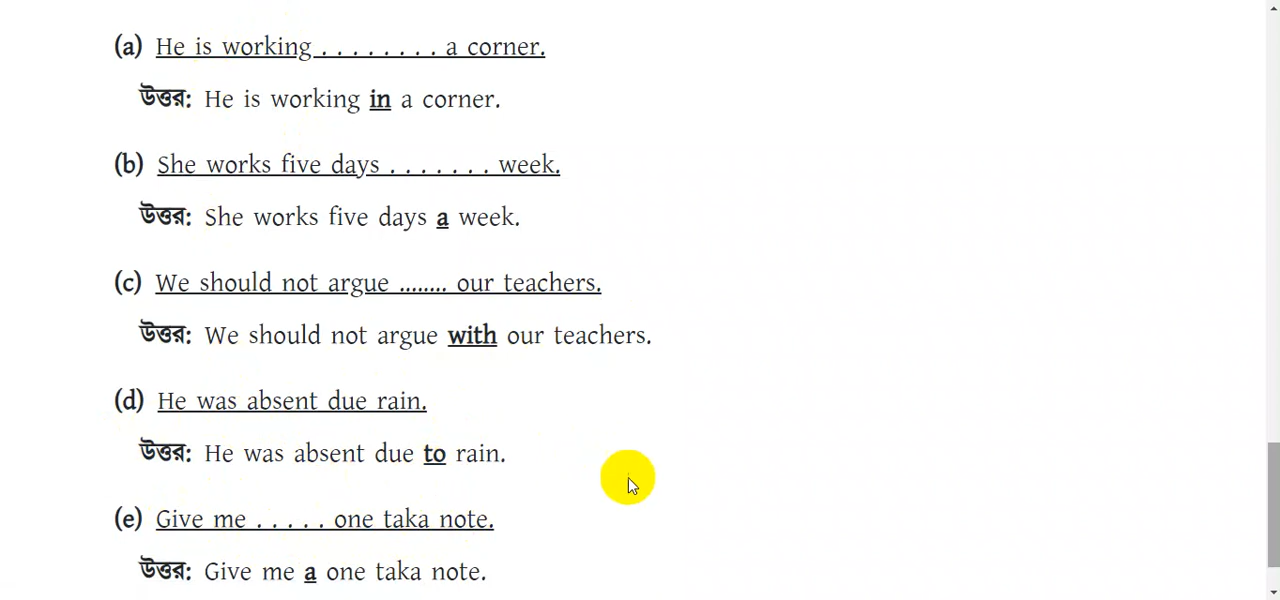 (a) He is working . . . . . . . . a corner.
উত্তর: He is working in a corner.
(b) She works five days . . . . . . . week.
উত্তর: She works five days a week.
(c) We should not argue ........ our teachers.
উত্তর: We should not argue with our teachers.
(d) He was absent due rain.
উত্তর: He was absent due to rain.
(e) Give me . . . . . one taka note.
উত্তর: Give me a one taka note.